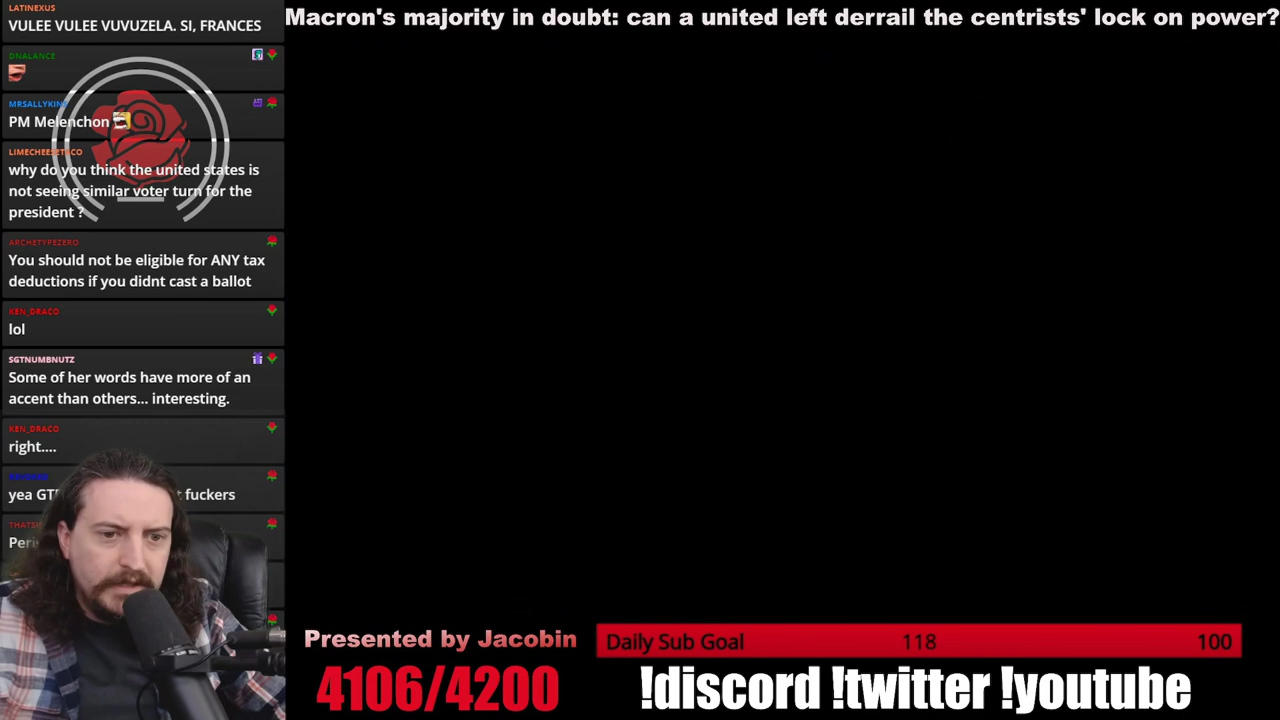 LATINEXUS
VULEE VULEE VUVUZELA. SI, FRANCES
Macron's majority in doubt: can a united left derrail the centrists' lock on power?
DNALANCE
PM Melenchon
why do you think the united states is
not seeing similar voter turn for the
president ?
ARCHETYPEZERO
You should not be eligible for ANY tax
deductions if you didnt cast a ballot
KEN_DRACO
lol
SGTNUMBNUTZ
Some of her words have more of an
accent than others... interesting.
KEN_DRACO
right....
yea
fuckers
Presented by Jacobin
4106/4200
Daily Sub Goal 118 100
!discord !twitter !youtube